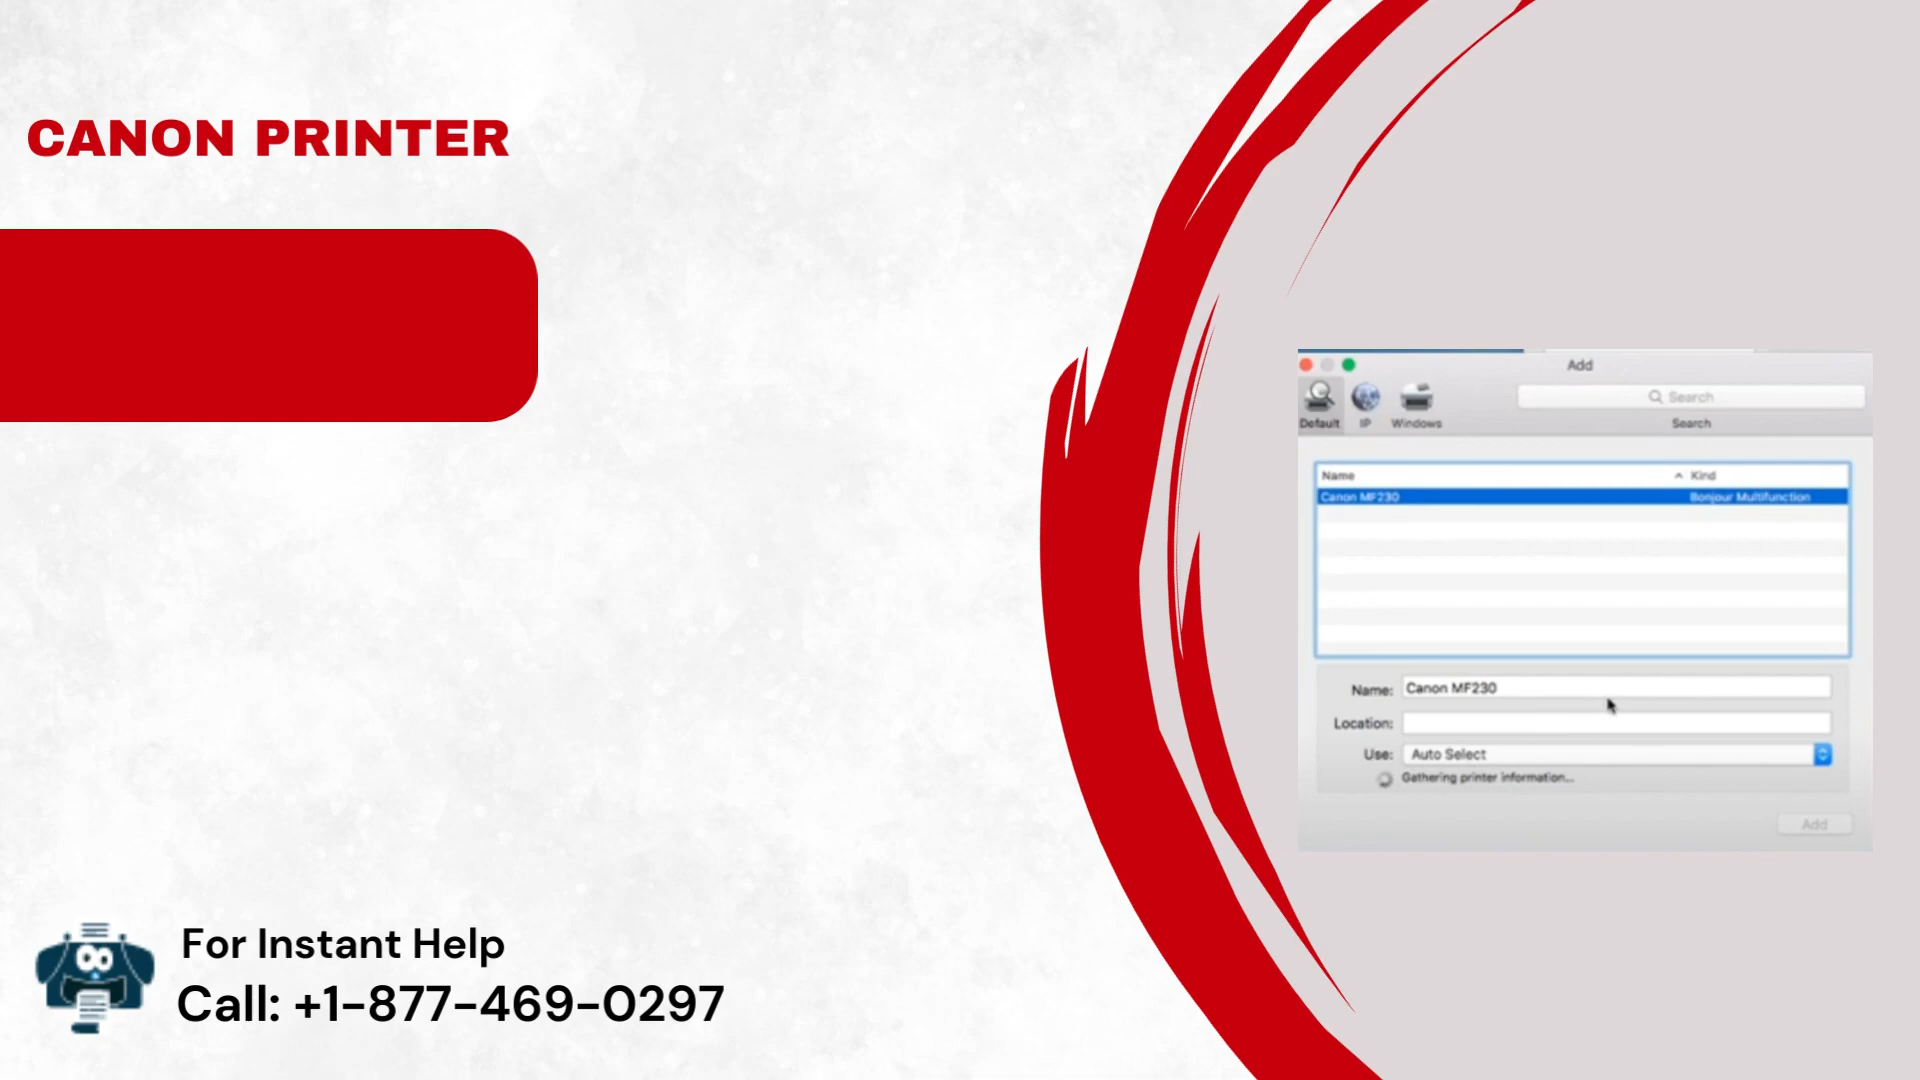 CANON PRINTER
Add
Search
Default IP Windows Search
Name Kind
Canon MF230 Bonjour Multifunction
Name: Canon MF230
Location:
Use: Auto Select
Gathering printer information...
Add
For Instant Help
Call: +1-877-469-0297